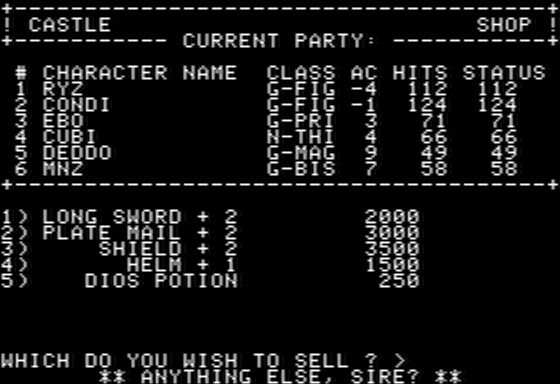 +--------------------------------------+
! CASTLE                          SHOP !
+----------- CURRENT PARTY: -----------+
 # CHARACTER NAME  CLASS AC HITS STATUS
 1 RYZ             G-FIG -4  112  112
 2 CONDI           G-FIG -1  124  124
 3 EBO             G-PRI  3   71   71
 4 CUBI            N-THI  4   66   66
 5 DEDDO           G-MAG  9   49   49
 6 MNZ             G-BIS  7   58   58
+--------------------------------------+
1) LONG SWORD + 2         2000
2) PLATE MAIL + 2         3000
3)     SHIELD + 2         3500
4)       HELM + 1         1500
5)    DIOS POTION          250
WHICH DO YOU WISH TO SELL ? >
       ** ANYTHING ELSE, SIRE? **